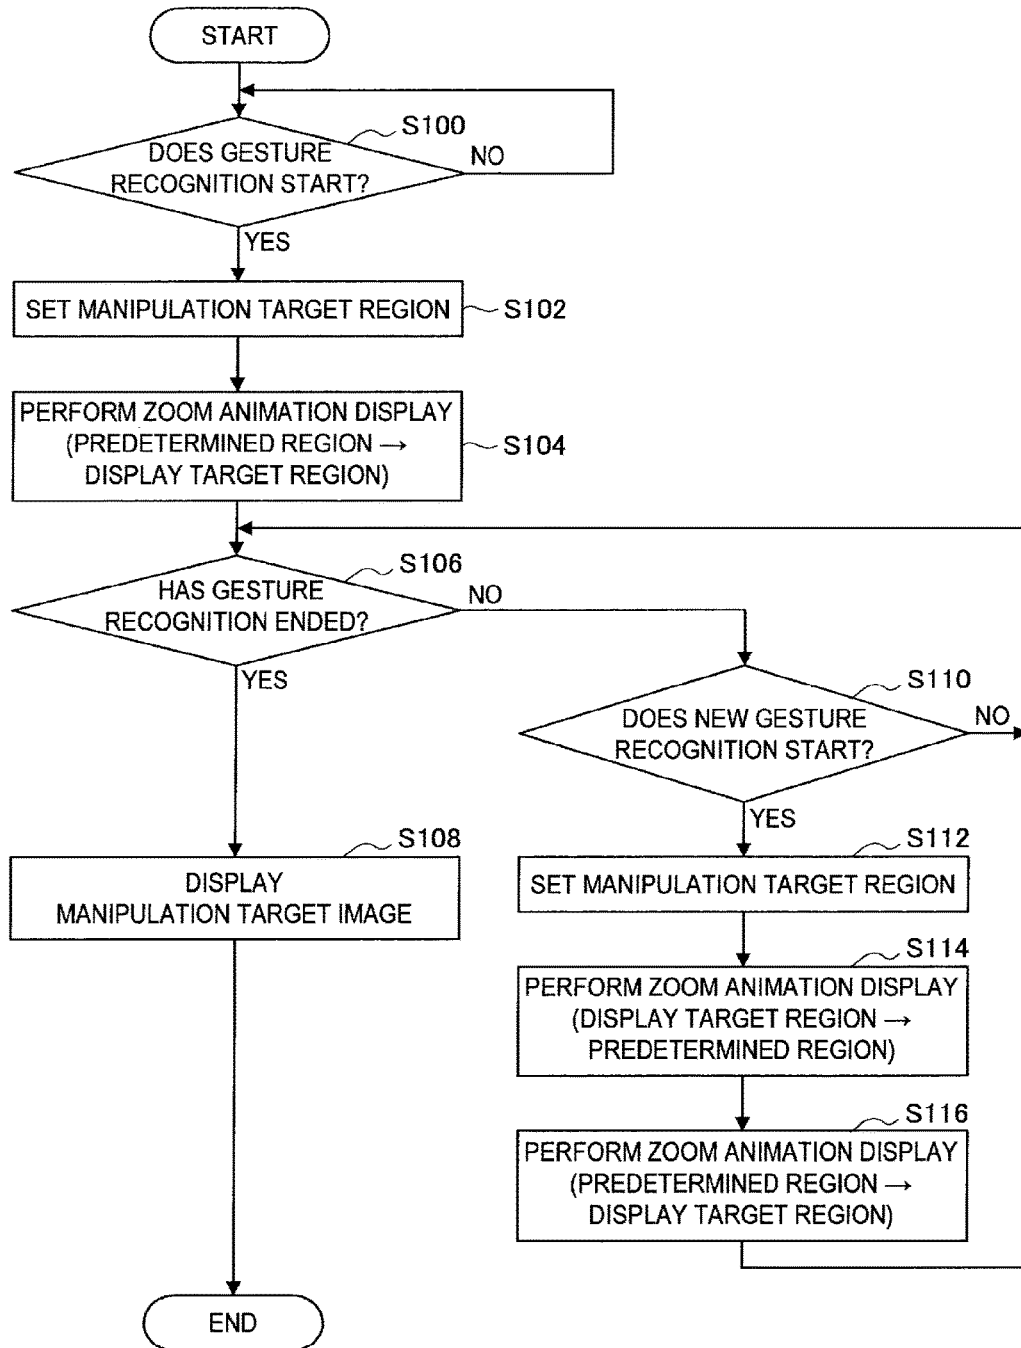 START
S100
DOES GESTURE
RECOGNITION START?
NO
YES
SET MANIPULATION TARGET REGION
S102
PERFORM ZOOM ANIMATION DISPLAY
(PREDETERMINED REGION →
DISPLAY TARGET REGION)
S104
S106
HAS GESTURE
RECOGNITION ENDED?
NO
YES
S108
DISPLAY
MANIPULATION TARGET IMAGE
S110
DOES NEW GESTURE
RECOGNITION START?
NO
YES
S112
SET MANIPULATION TARGET REGION
S114
PERFORM ZOOM ANIMATION DISPLAY
(DISPLAY TARGET REGION →
PREDETERMINED REGION)
S116
PERFORM ZOOM ANIMATION DISPLAY
(PREDETERMINED REGION →
DISPLAY TARGET REGION)
END